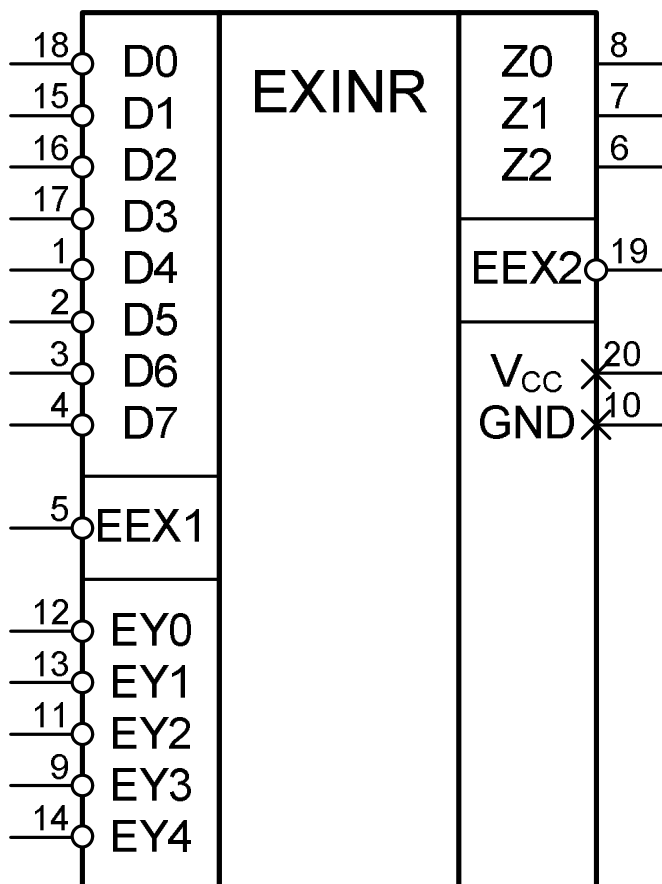 EXINR
18 D0
15 D1
16 D2
17 D3
1 D4
2 D5
3 D6
4 D7
5 EEX1
12 EY0
13 EY1
11 EY2
9 EY3
14 EY4
Z0 8
Z1 7
Z2 6
EEX2 19
VCC 20
GND 10